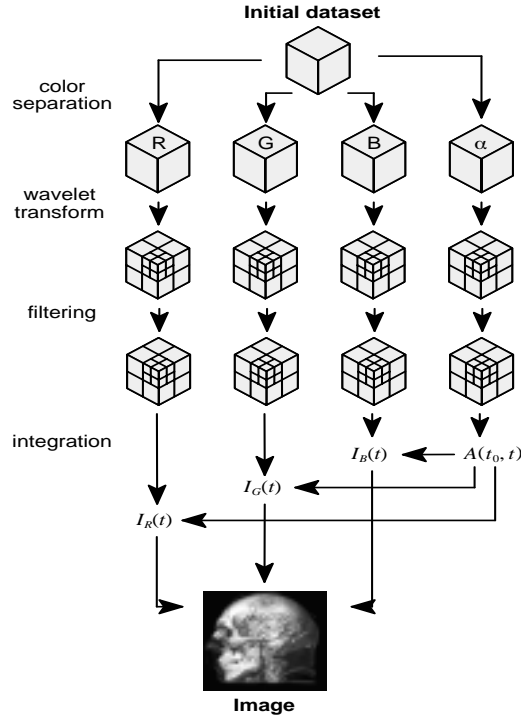 Initial dataset
color
separation
R G B α
wavelet
transform
filtering
integration
I_B(t) A(t_0, t)
I_G(t)
I_R(t)
Image